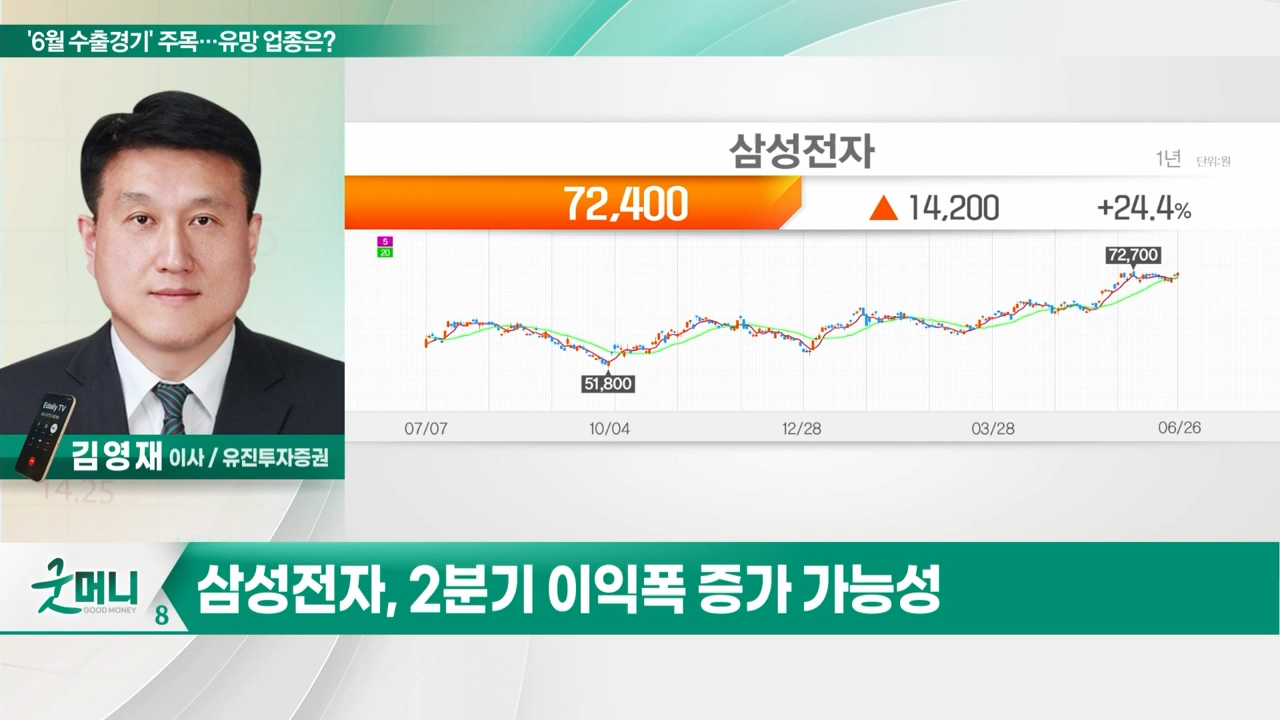 '6월 수출경기' 주목…유망 업종은?
삼성전자
1년 단위:원
72,400 ▲ 14,200 +24.4%
5
20
72,700
51,800
07/07 10/04 12/28 03/28 06/26
Edaily TV
김영재 이사 / 유진투자증권
14.25
굿머니
GOOD MONEY
8
삼성전자, 2분기 이익폭 증가 가능성